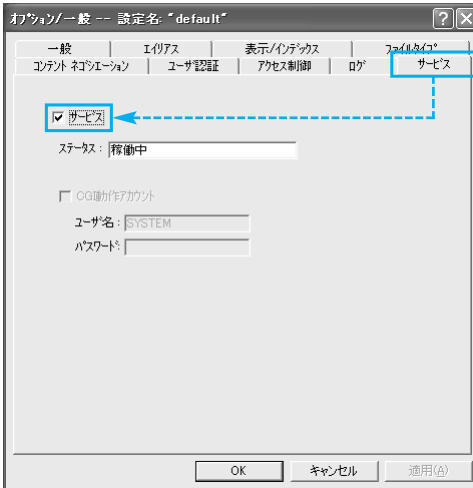 オプション/一般 -- 設定名: "default"
一般 エイリアス 表示/インデックス ファイルタイプ
コンテント ネゴシエーション ユーザ認証 アクセス制御 ログ サービス
サービス
ステータス： 稼働中
CGI動作アカウント
ユーザ名： SYSTEM
パスワード：
OK キャンセル 適用(A)